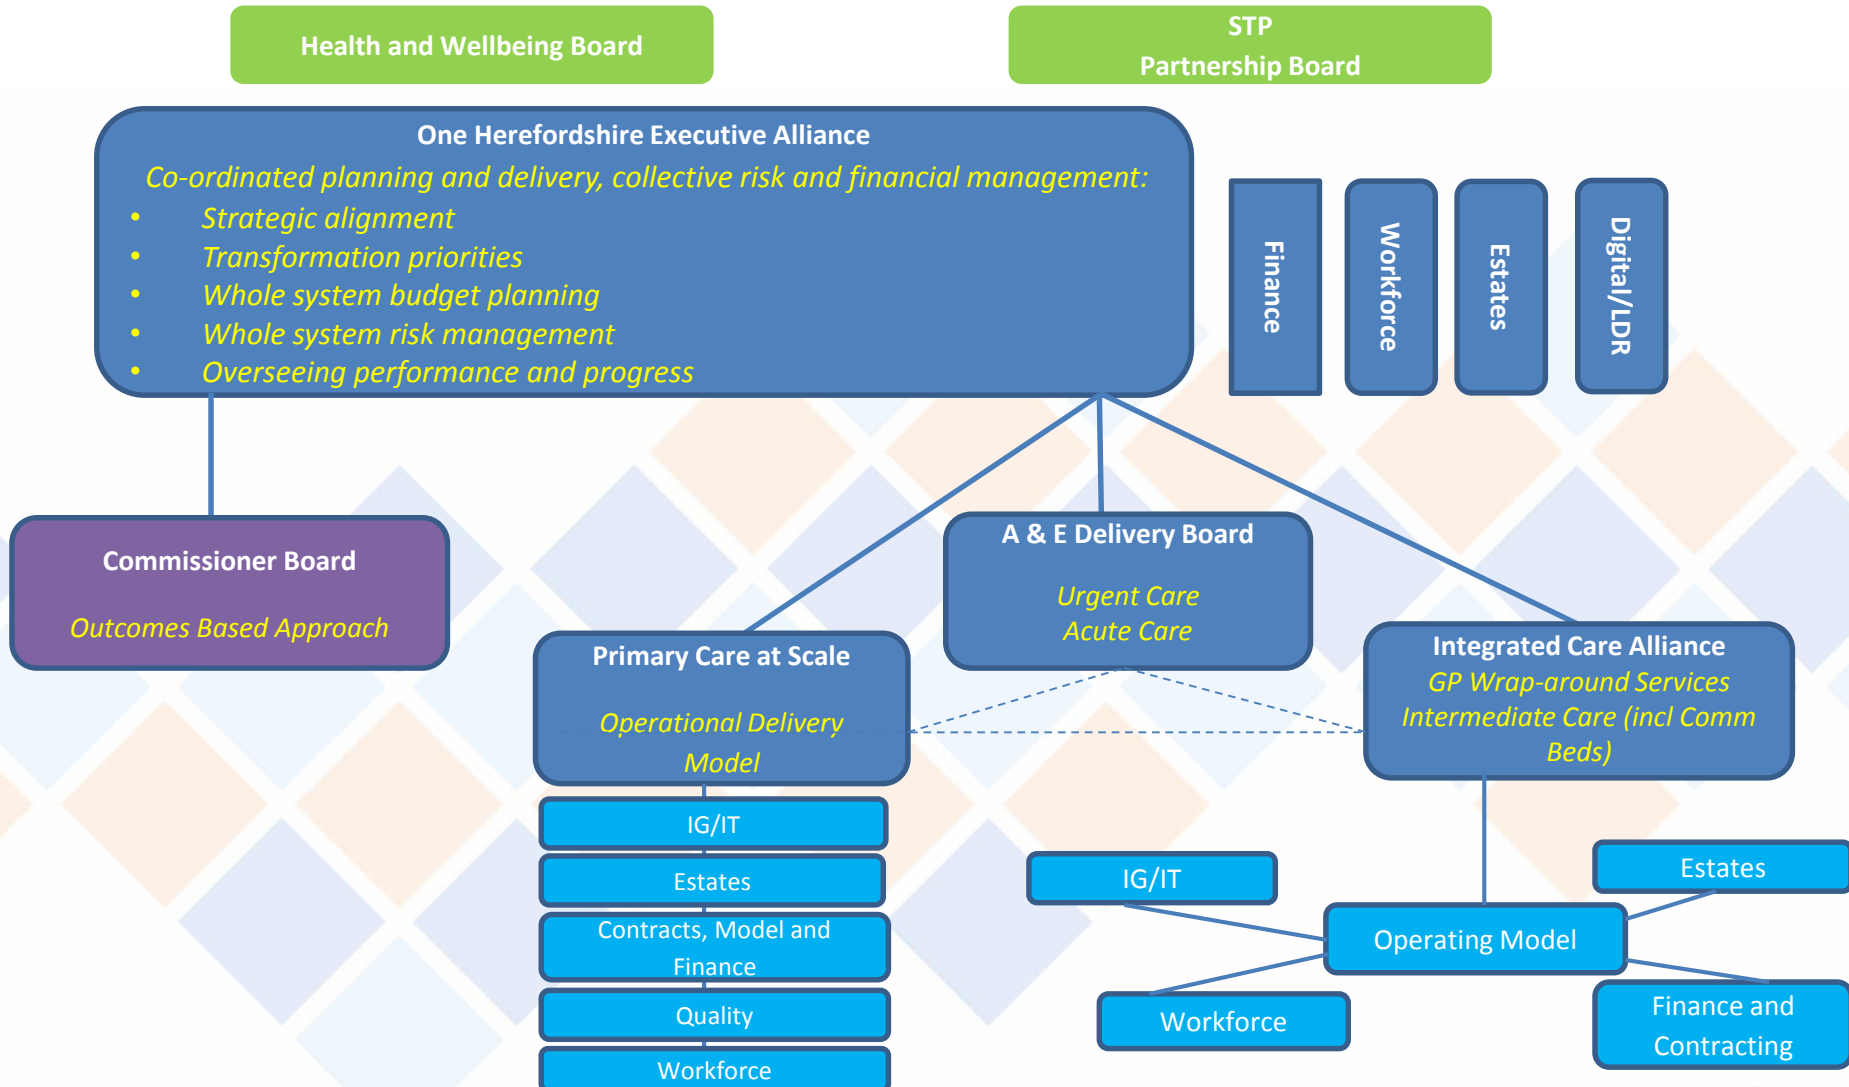 Health and Wellbeing Board
STP
Partnership Board
One Herefordshire Executive Alliance
Co-ordinated planning and delivery, collective risk and financial management:
• Strategic alignment
• Transformation priorities
• Whole system budget planning
• Whole system risk management
• Overseeing performance and progress
Finance
Workforce
Estates
Digital/LDR
Commissioner Board
Outcomes Based Approach
A & E Delivery Board
Urgent Care
Acute Care
Primary Care at Scale
Operational Delivery
Model
Integrated Care Alliance
GP Wrap-around Services
Intermediate Care (incl Comm
Beds)
IG/IT
Estates
Contracts, Model and
Finance
Quality
Workforce
IG/IT
Estates
Operating Model
Workforce
Finance and
Contracting